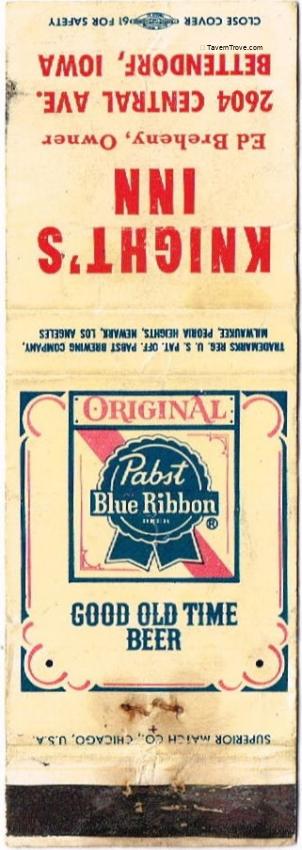 © TavernTrove.com
CLOSE COVER FOR SAFETY
KNIGHT'S
INN
Ed Breheny, Owner
2604 CENTRAL AVE.
BETTENDORF, IOWA
TRADEMARKS REG. U. S. PAT. OFF. PABST BREWING COMPANY,
MILWAUKEE, PEORIA HEIGHTS, NEWARK, LOS ANGELES
ORIGINAL
Pabst
Blue Ribbon
BEER
®
GOOD OLD TIME
BEER
SUPERIOR MATCH CO., CHICAGO, U.S.A.